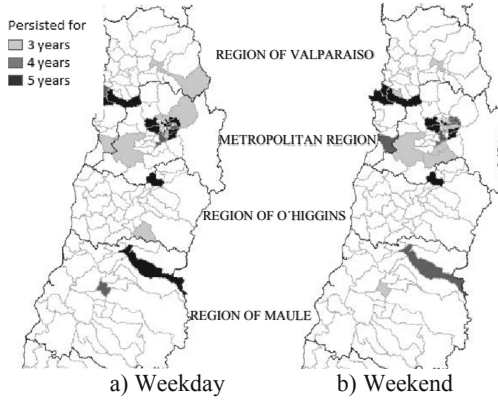 Persisted for
3 years
4 years
5 years
REGION OF VALPARAISO
METROPOLITAN REGION
REGION OF O´HIGGINS
REGION OF MAULE
a) Weekday
b) Weekend